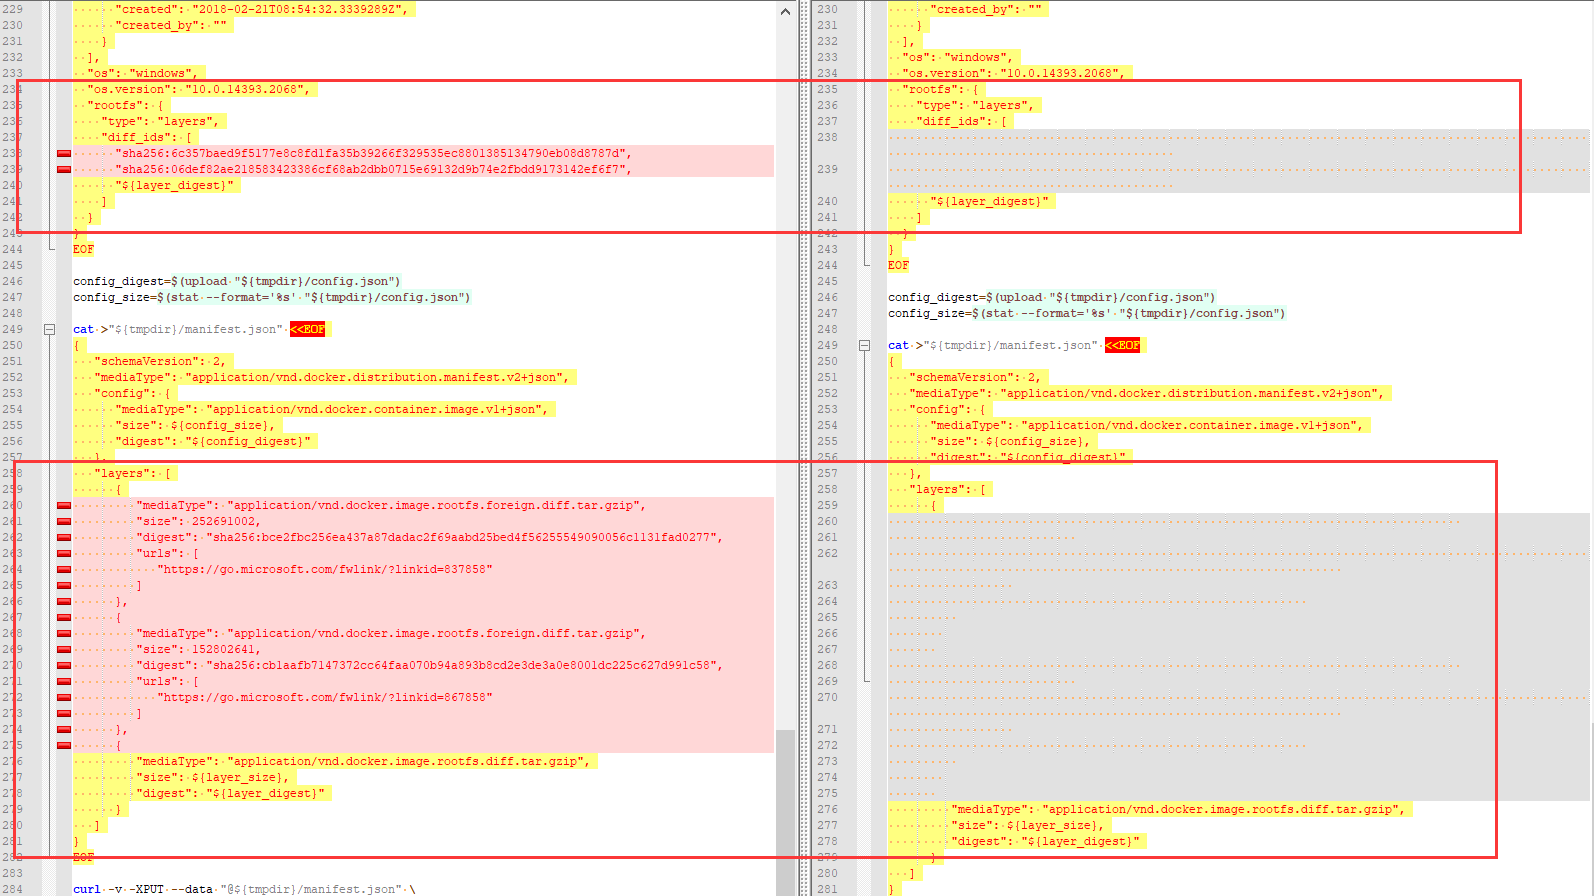 229 "created": "2018-02-21T08:54:32.3339289Z",
230 "created_by": ""
231 }
232 ],
233 "os": "windows",
234 "os.version": "10.0.14393.2068",
235 "rootfs": {
236 "type": "layers",
237 "diff_ids": [
238 "sha256:6c357baed9f5177e8c8fd1fa35b39266f329535ec8801385134790eb08d8787d",
239 "sha256:06def82ae218583423386cf68ab2dbb0715e69132d9b74e2fbdd9173142ef6f7",
240 "${layer_digest}"
241 ]
242 }
243 }
244 EOF
245
246 config_digest=$(upload "${tmpdir}/config.json")
247 config_size=$(stat --format='%s' "${tmpdir}/config.json")
248
249 cat >"${tmpdir}/manifest.json" <<EOF
250 {
251 "schemaVersion": 2,
252 "mediaType": "application/vnd.docker.distribution.manifest.v2+json",
253 "config": {
254 "mediaType": "application/vnd.docker.container.image.v1+json",
255 "size": ${config_size},
256 "digest": "${config_digest}"
257 },
258 "layers": [
259 {
260 "mediaType": "application/vnd.docker.image.rootfs.foreign.diff.tar.gzip",
261 "size": 252691002,
262 "digest": "sha256:bce2fbc256ea437a87dadac2f69aabd25bed4f56255549090056c1131fad0277",
263 "urls": [
264 "https://go.microsoft.com/fwlink/?linkid=837858"
265 ]
266 },
267 {
268 "mediaType": "application/vnd.docker.image.rootfs.foreign.diff.tar.gzip",
269 "size": 152802641,
270 "digest": "sha256:cb1aafb7147372cc64faa070b94a893b8cd2e3de3a0e8001dc225c627d991c58",
271 "urls": [
272 "https://go.microsoft.com/fwlink/?linkid=867858"
273 ]
274 },
275 {
276 "mediaType": "application/vnd.docker.image.rootfs.diff.tar.gzip",
277 "size": ${layer_size},
278 "digest": "${layer_digest}"
279 }
280 ]
281 }
282 EOF
283
284 curl -v -XPUT --data "@${tmpdir}/manifest.json" \
230 "created_by": ""
231 }
232 ],
233 "os": "windows",
234 "os.version": "10.0.14393.2068",
235 "rootfs": {
236 "type": "layers",
237 "diff_ids": [
238
239
240 "${layer_digest}"
241 ]
242 }
243 }
244 EOF
245
246 config_digest=$(upload "${tmpdir}/config.json")
247 config_size=$(stat --format='%s' "${tmpdir}/config.json")
248
249 cat >"${tmpdir}/manifest.json" <<EOF
250 {
251 "schemaVersion": 2,
252 "mediaType": "application/vnd.docker.distribution.manifest.v2+json",
253 "config": {
254 "mediaType": "application/vnd.docker.container.image.v1+json",
255 "size": ${config_size},
256 "digest": "${config_digest}"
257 },
258 "layers": [
259 {
260
261
262
263
264
265
266
267
268
269
270
271
272
273
274
275
276 "mediaType": "application/vnd.docker.image.rootfs.diff.tar.gzip",
277 "size": ${layer_size},
278 "digest": "${layer_digest}"
279 }
280 ]
281 }